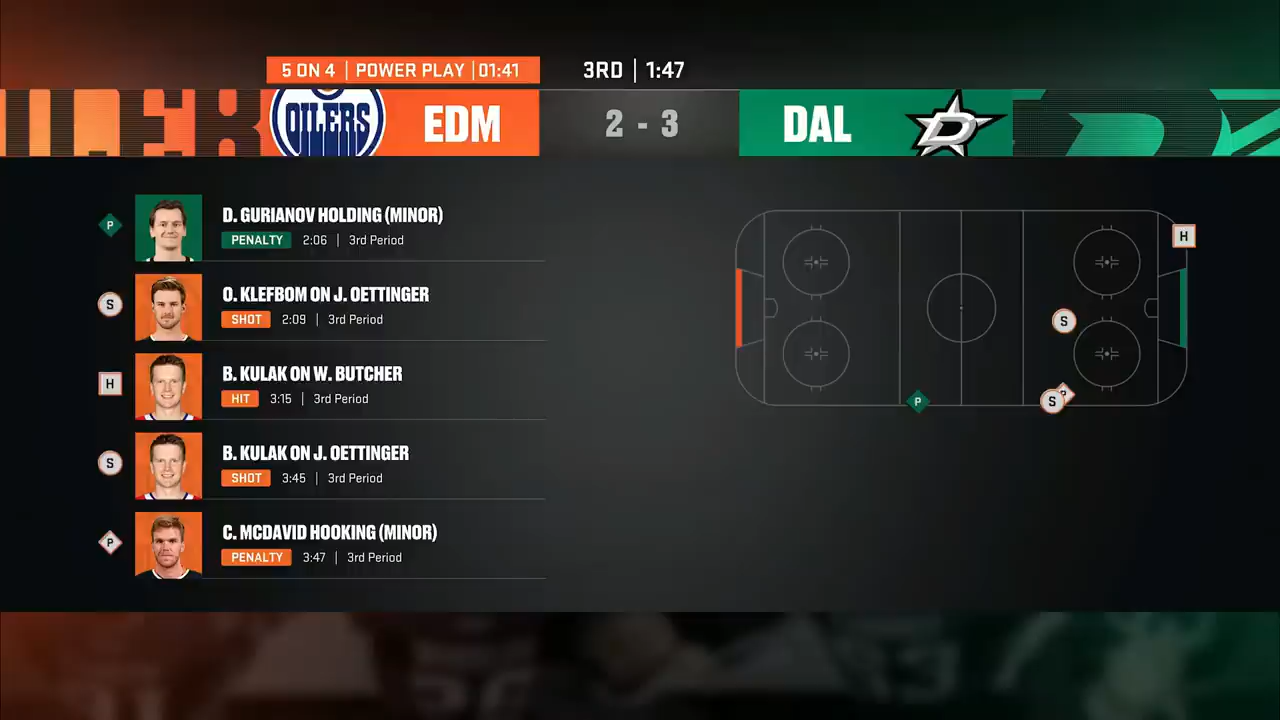 5 ON 4 | POWER PLAY | 01:41
3RD | 1:47
OILERS EDM
2 - 3
DAL D
P D. GURIANOV HOLDING (MINOR)
PENALTY 2:06 | 3rd Period
S O. KLEFBOM ON J. OETTINGER
SHOT 2:09 | 3rd Period
H B. KULAK ON W. BUTCHER
HIT 3:15 | 3rd Period
S B. KULAK ON J. OETTINGER
SHOT 3:45 | 3rd Period
P C. MCDAVID HOOKING (MINOR)
PENALTY 3:47 | 3rd Period
H
S
P
S P